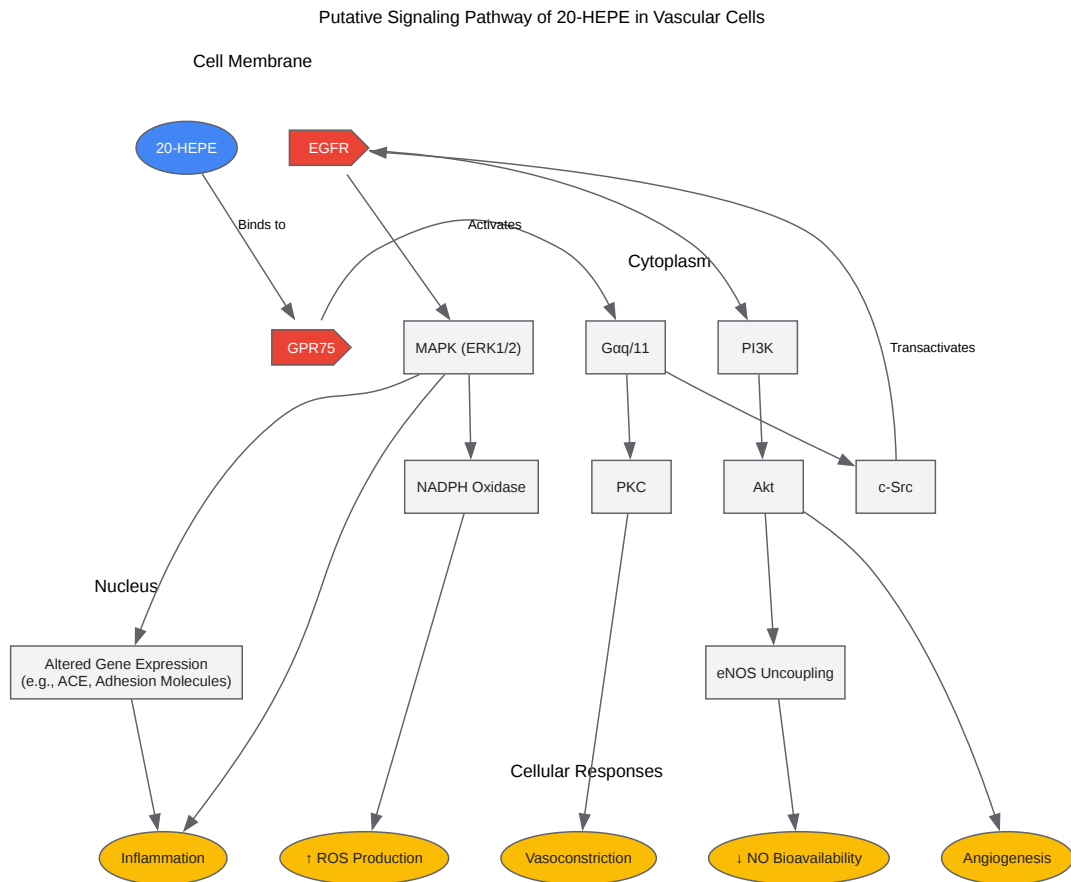 Putative Signaling Pathway of 20-HEPE in Vascular Cells
Cell Membrane
20-HEPE
EGFR
Binds to
Activates
Cytoplasm
GPR75
MAPK (ERK1/2)
Gαq/11
PI3K
Transactivates
NADPH Oxidase
PKC
Akt
c-Src
Nucleus
Altered Gene Expression
(e.g., ACE, Adhesion Molecules)
eNOS Uncoupling
Cellular Responses
Inflammation
↑ ROS Production
Vasoconstriction
↓ NO Bioavailability
Angiogenesis